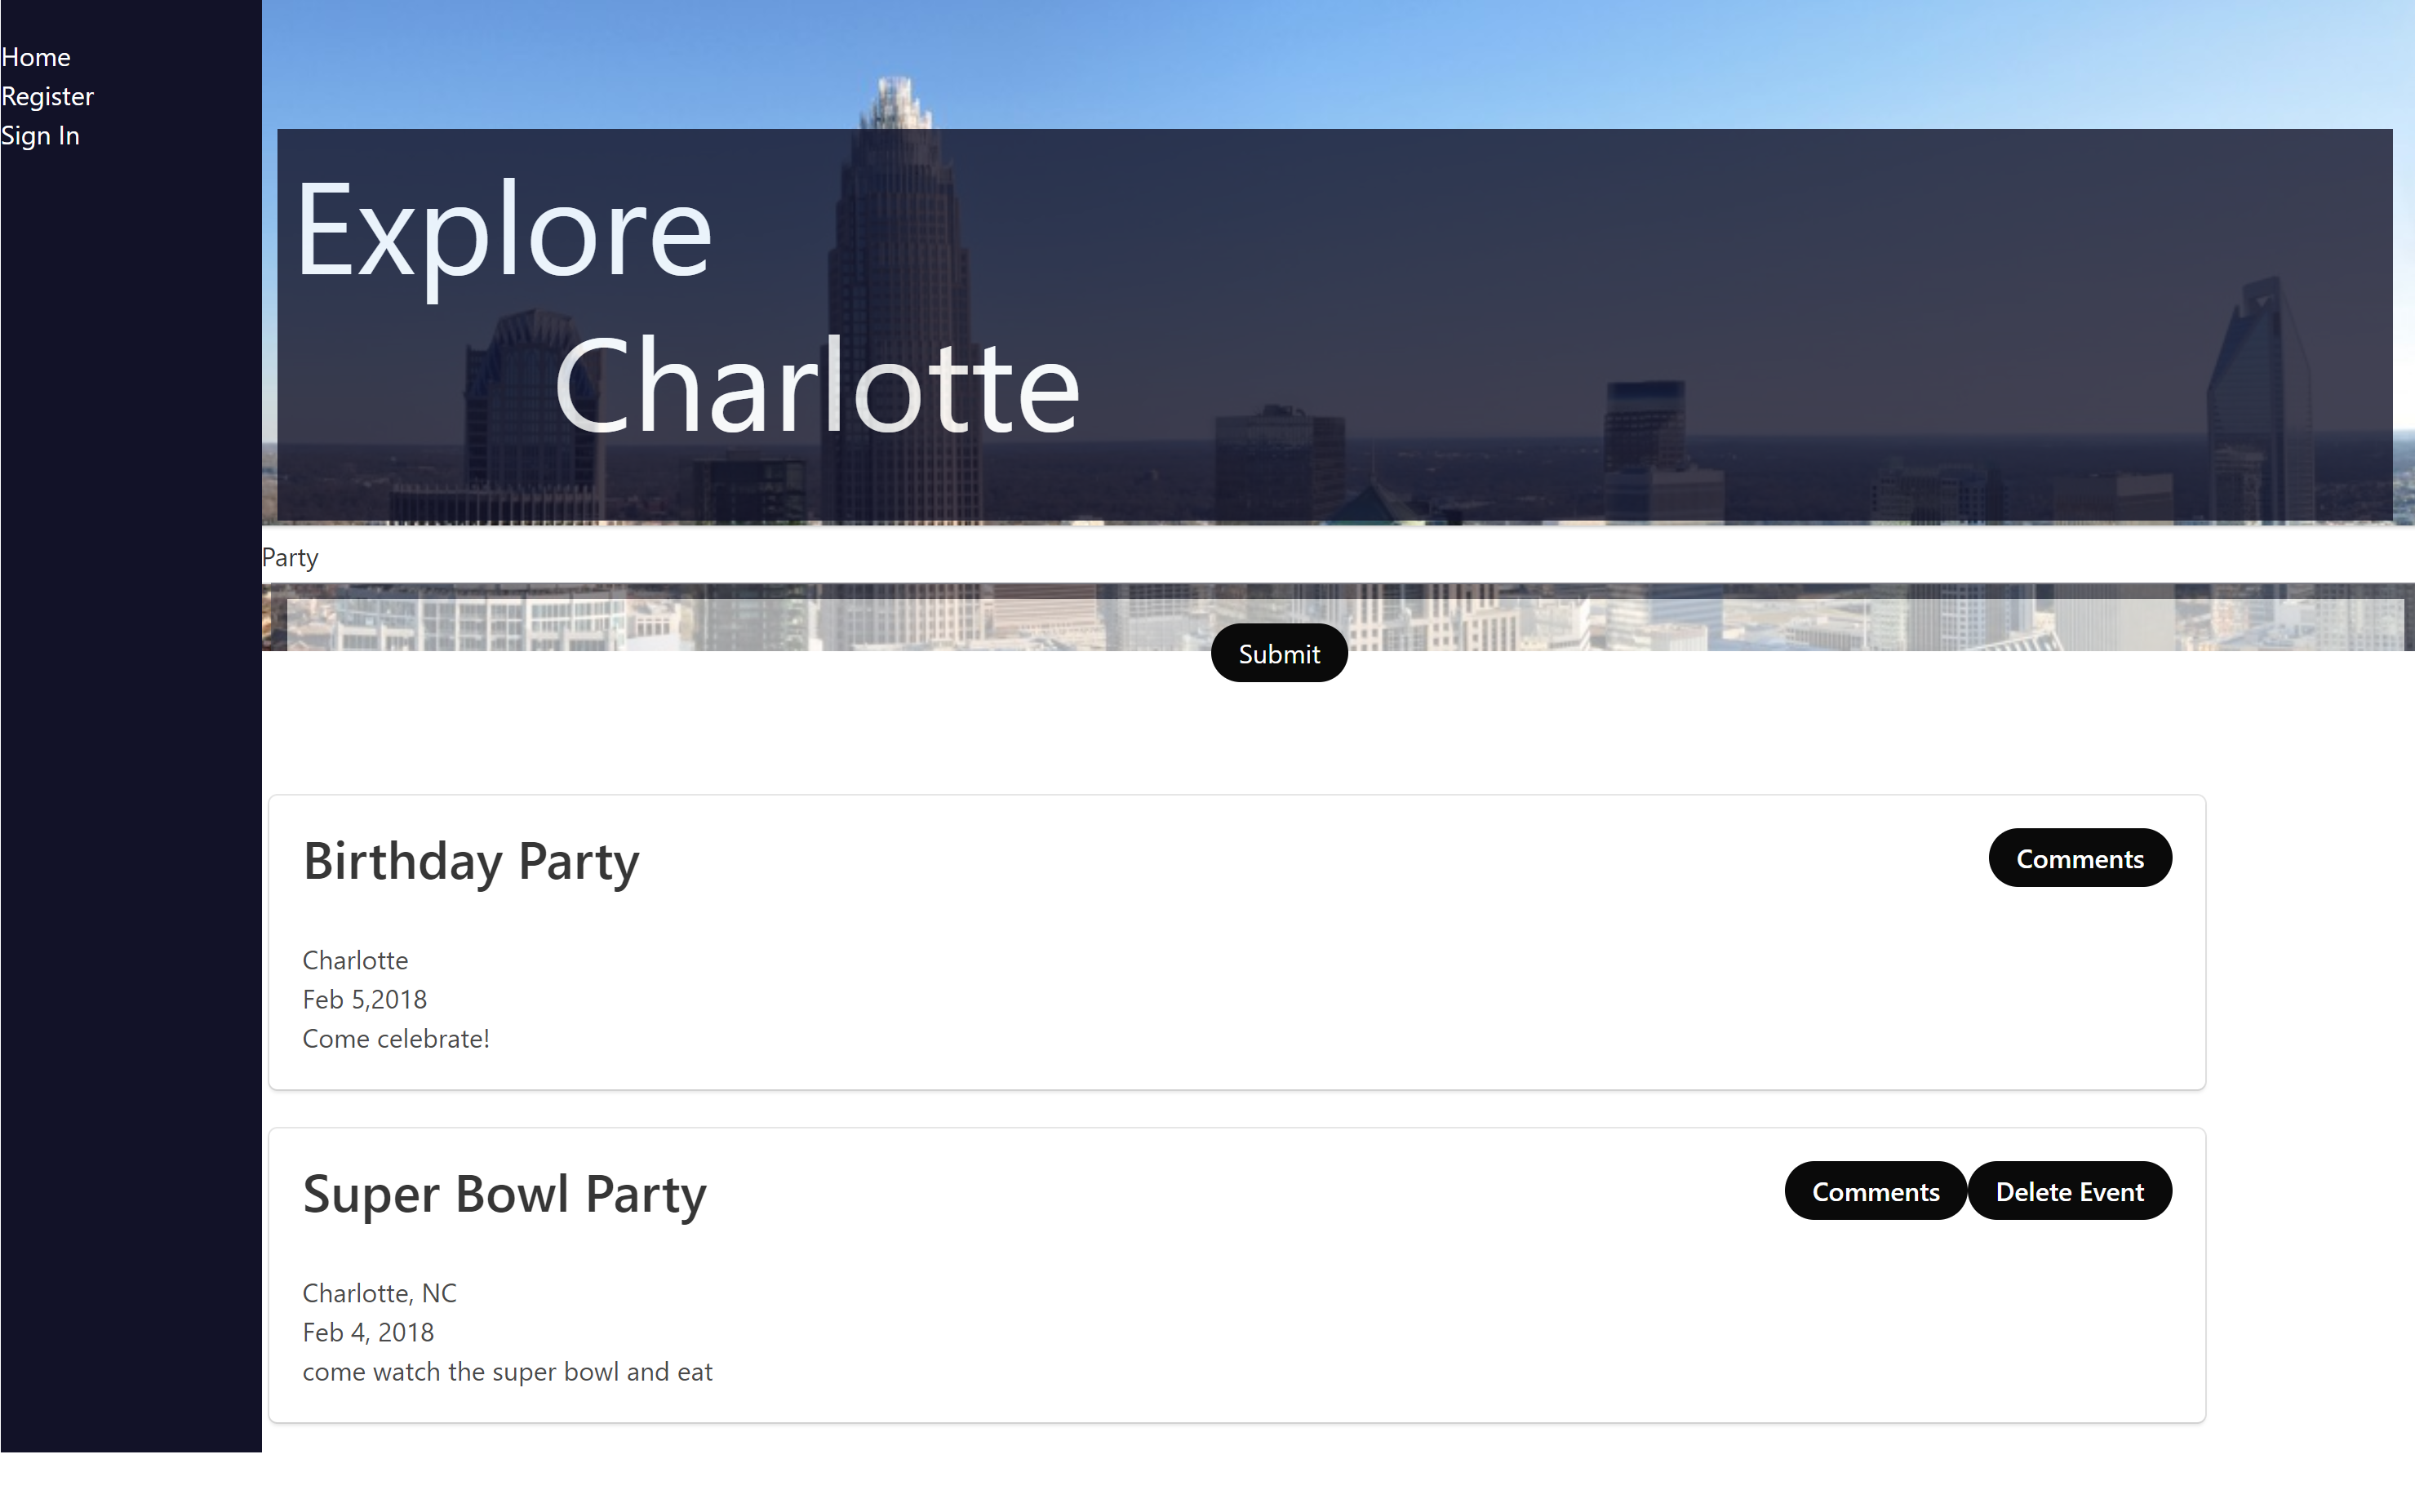 Home
Register
Sign In
Explore
Charlotte
Party
Submit
Birthday Party
Comments
Charlotte
Feb 5,2018
Come celebrate!
Super Bowl Party
Comments
Delete Event
Charlotte, NC
Feb 4, 2018
come watch the super bowl and eat